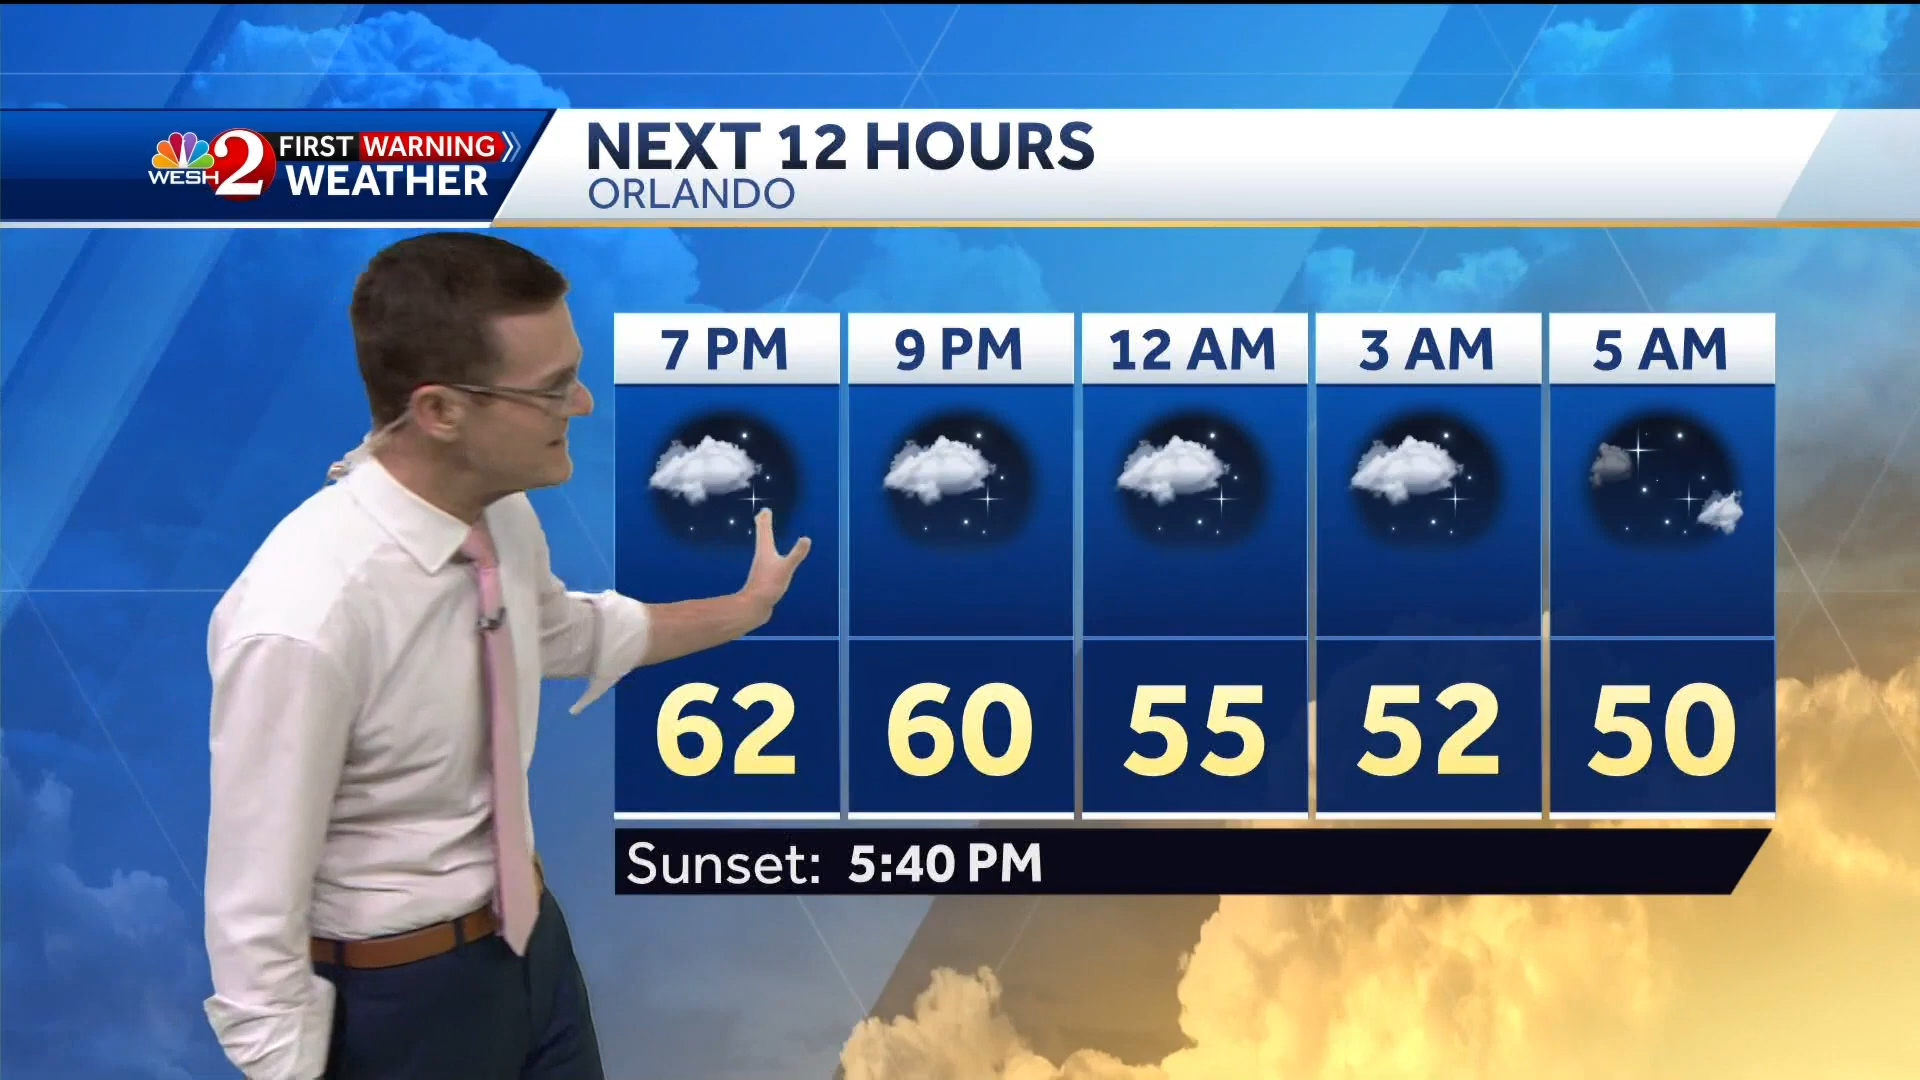 WESH 2 FIRST WARNING
WEATHER
NEXT 12 HOURS
ORLANDO
7 PM 9 PM 12 AM 3 AM 5 AM
62 60 55 52 50
Sunset: 5:40 PM